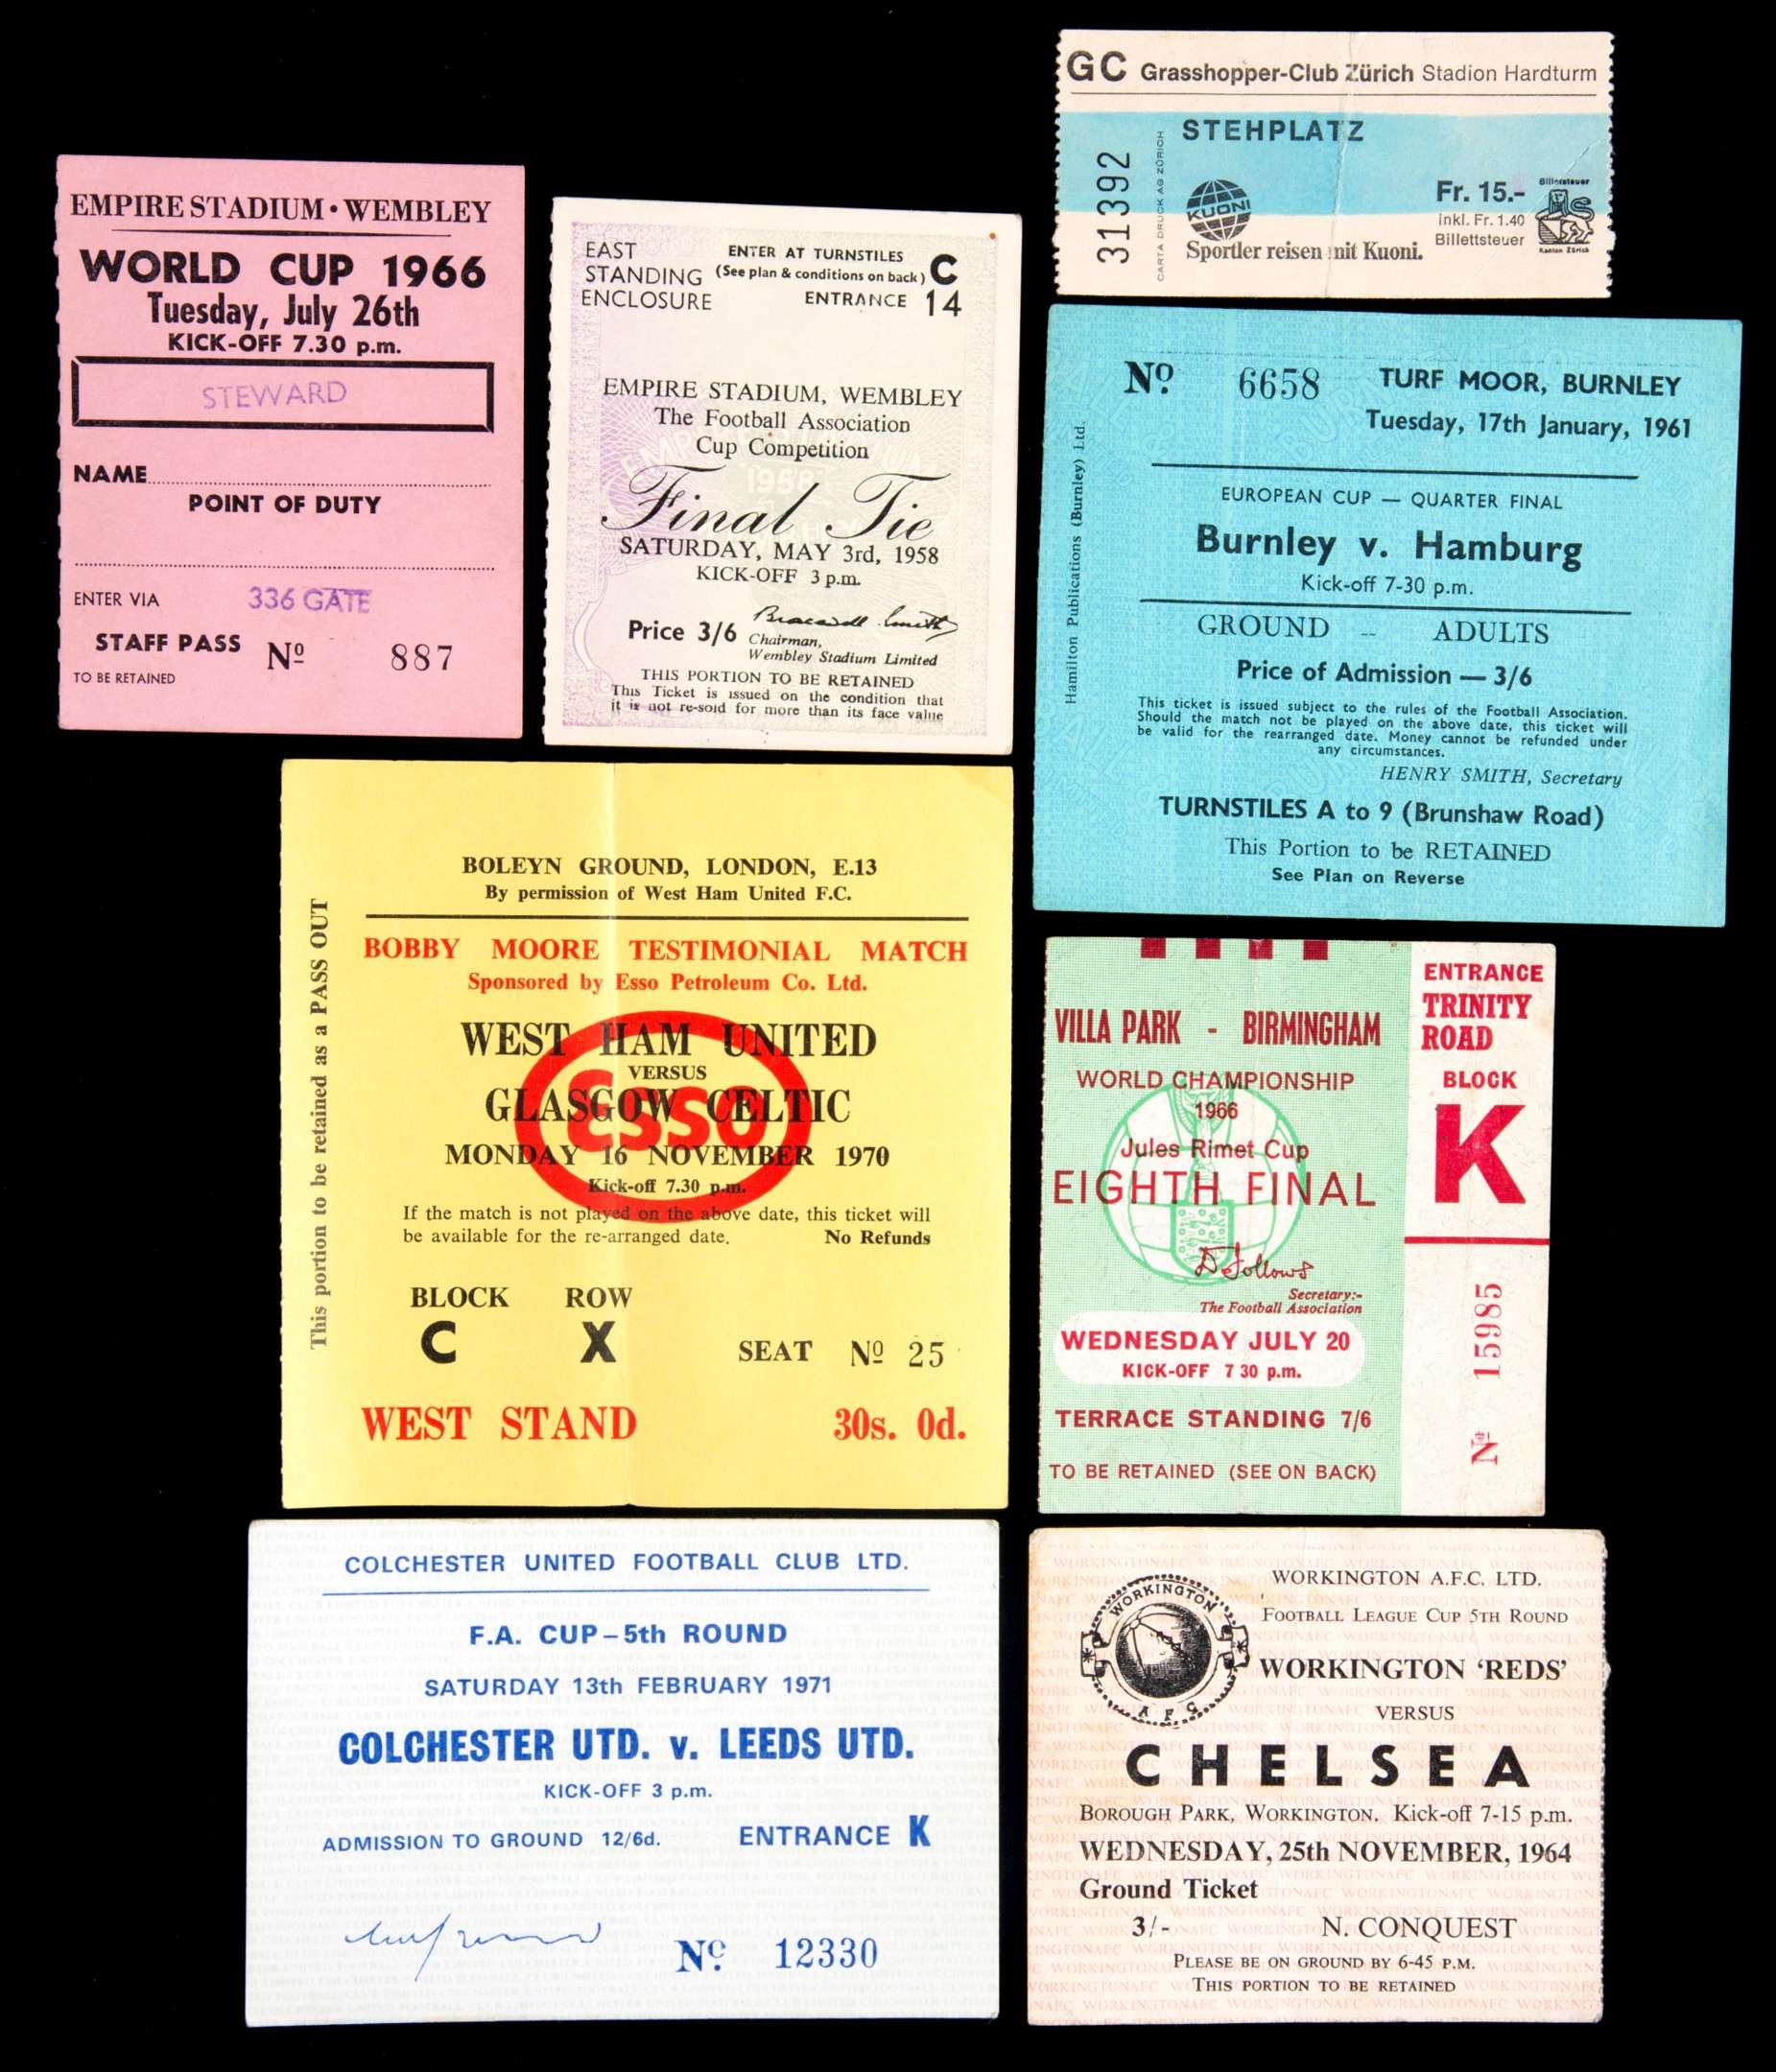 EMPIRE STADIUM • WEMBLEY
WORLD CUP 1966
Tuesday, July 26th
KICK-OFF 7.30 p.m.
STEWARD
NAME
POINT OF DUTY
ENTER VIA 336 GATE
STAFF PASS Nº 887
TO BE RETAINED
EAST STANDING ENCLOSURE
ENTER AT TURNSTILES C
(See plan & conditions on back)
ENTRANCE 14
EMPIRE STADIUM, WEMBLEY
The Football Association
Cup Competition
1958
Final Tie
SATURDAY, MAY 3rd, 1958
KICK-OFF 3 p.m.
Price 3/6
Chairman,
Wembley Stadium Limited
THIS PORTION TO BE RETAINED
This Ticket is issued on the condition that
it is not re-sold for more than its face value
GC Grasshopper-Club Zürich Stadion Hardturm
STEHPLATZ
31392
CARTA DRUCK AG ZÜRICH
KUONI
Fr. 15.-
inkl. Fr. 1.40
Billettsteuer
Billettsteuer
Kanton Zürich
Sportler reisen mit Kuoni.
Nº. 6658 TURF MOOR, BURNLEY
Tuesday, 17th January, 1961
Hamilton Publications (Burnley) Ltd.
EUROPEAN CUP — QUARTER FINAL
Burnley v. Hamburg
Kick-off 7-30 p.m.
GROUND -- ADULTS
Price of Admission — 3/6
This ticket is issued subject to the rules of the Football Association.
Should the match not be played on the above date, this ticket will
be valid for the rearranged date. Money cannot be refunded under
any circumstances.
HENRY SMITH, Secretary
TURNSTILES A to 9 (Brunshaw Road)
This Portion to be RETAINED
See Plan on Reverse
This portion to be retained as a PASS OUT
BOLEYN GROUND, LONDON, E.13
By permission of West Ham United F.C.
BOBBY MOORE TESTIMONIAL MATCH
Sponsored by Esso Petroleum Co. Ltd.
WEST HAM UNITED
VERSUS
GLASGOW CELTIC
ESSO
MONDAY 16 NOVEMBER 1970
Kick-off 7.30 p.m.
If the match is not played on the above date, this ticket will
be available for the re-arranged date. No Refunds
BLOCK ROW
C X SEAT Nº 25
WEST STAND 30s. 0d.
VILLA PARK - BIRMINGHAM
WORLD CHAMPIONSHIP
1966
Jules Rimet Cup
EIGHTH FINAL
D Follows
Secretary:-
The Football Association
WEDNESDAY JULY 20
KICK-OFF 7 30 p.m.
TERRACE STANDING 7/6
TO BE RETAINED (SEE ON BACK)
ENTRANCE
TRINITY
ROAD
BLOCK
K
Nº 15985
COLCHESTER UNITED FOOTBALL CLUB LTD.
F.A. CUP – 5th ROUND
SATURDAY 13th FEBRUARY 1971
COLCHESTER UTD. v. LEEDS UTD.
KICK-OFF 3 p.m.
ADMISSION TO GROUND 12/6d. ENTRANCE K
Nº. 12330
WORKINGTON
A.F.C.
WORKINGTON A.F.C. LTD.
FOOTBALL LEAGUE CUP 5TH ROUND
WORKINGTON ‘REDS’
VERSUS
CHELSEA
BOROUGH PARK, WORKINGTON. Kick-off 7-15 p.m.
WEDNESDAY, 25th NOVEMBER, 1964
Ground Ticket
3/- N. CONQUEST
PLEASE BE ON GROUND BY 6-45 P.M.
THIS PORTION TO BE RETAINED